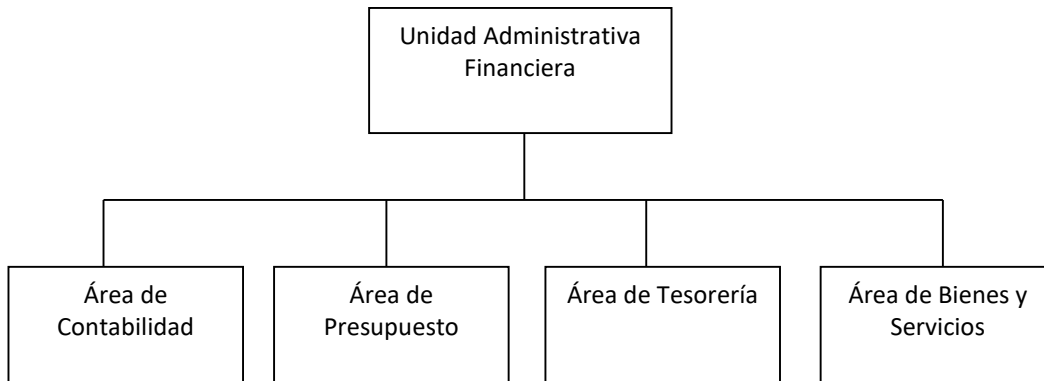 Unidad Administrativa
Financiera
Área de
Contabilidad
Área de
Presupuesto
Área de Tesorería
Área de Bienes y
Servicios